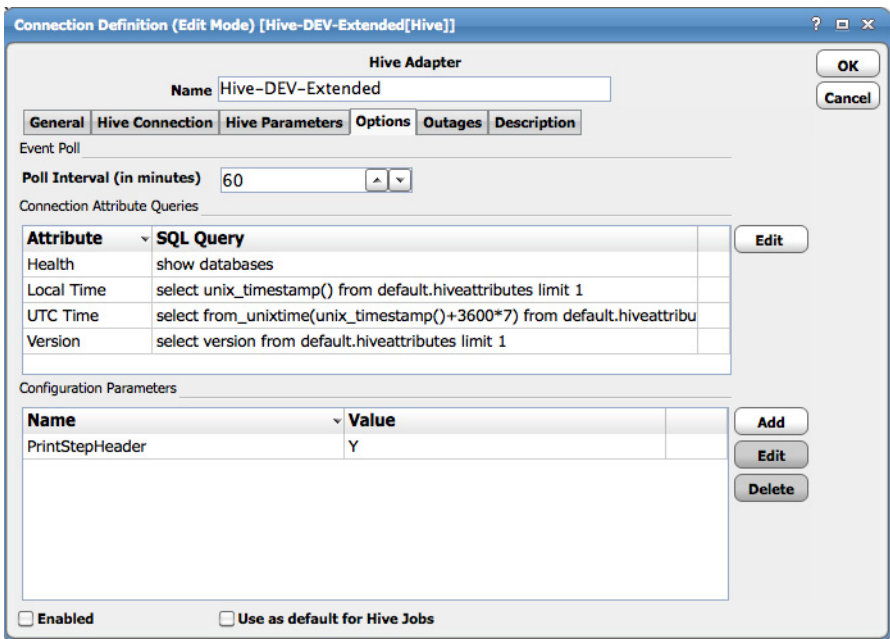 Connection Definition (Edit Mode) [Hive-DEV-Extended[Hive]] ?
Hive Adapter
OK
Name Hive-DEV-Extended
Cancel
General Hive Connection Hive Parameters Options Outages Description
Event Poll
Poll Interval (in minutes) 60
Connection Attribute Queries
Attribute SQL Query
Edit
Health show databases
Local Time select unix_timestamp() from default.hiveattributes limit 1
UTC Time select from_unixtime(unix_timestamp()+3600*7) from default.hiveattribu
Version select version from default.hiveattributes limit 1
Configuration Parameters
Name Value
Add
PrintStepHeader Y
Edit
Delete
Enabled Use as default for Hive Jobs